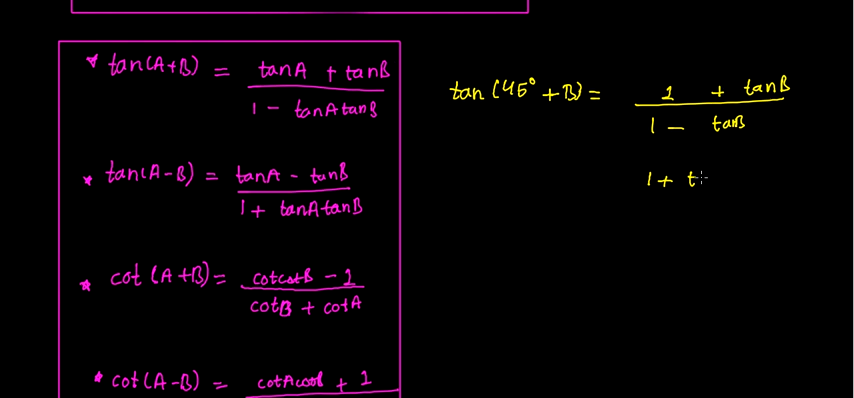 * tan(A+B) = tanA + tanB / 1 - tanA tanB
* tan(A-B) = tanA - tanB / 1 + tanA tanB
* cot(A+B) = cotcotB - 1 / cotB + cotA
* cot(A-B) = cotAcotB + 1
tan(45° + B) = 1 + tanB / 1 - tanB
1 + t